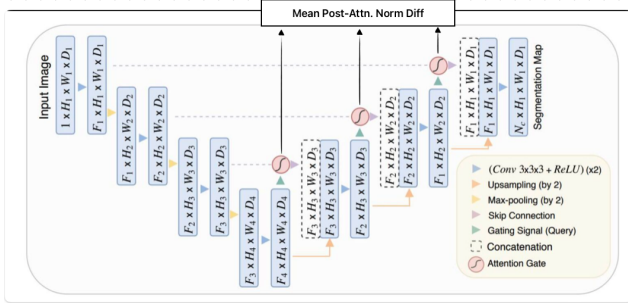 Mean Post-Attn. Norm Diff
Input Image
1 x H₁ x W₁ x D₁
F₁ x H₁ x W₁ x D₁
F₁ x H₂ x W₂ x D₂
F₂ x H₂ x W₂ x D₂
F₂ x H₃ x W₃ x D₃
F₃ x H₃ x W₃ x D₃
F₃ x H₄ x W₄ x D₄
F₄ x H₄ x W₄ x D₄
F₃ x H₃ x W₃ x D₃
F₃ x H₃ x W₃ x D₃
F₂ x H₃ x W₃ x D₃
F₂ x H₂ x W₂ x D₂
F₂ x H₂ x W₂ x D₂
F₁ x H₂ x W₂ x D₂
F₁ x H₁ x W₁ x D₁
F₁ x H₁ x W₁ x D₁
N_c x H₁ x W₁ x D₁
Segmentation Map
(Conv 3x3x3 + ReLU) (x2)
Upsampling (by 2)
Max-pooling (by 2)
Skip Connection
Gating Signal (Query)
Concatenation
Attention Gate